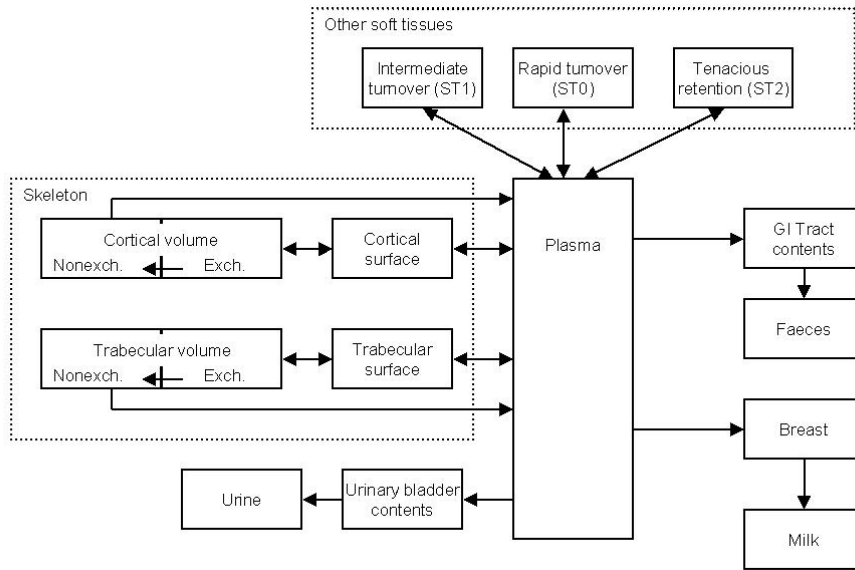 Other soft tissues
Intermediate
turnover (ST1)
Rapid turnover
(ST0)
Tenacious
retention (ST2)
Skeleton
Cortical volume
Nonexch.
Exch.
Cortical
surface
Plasma
GI Tract
contents
Faeces
Trabecular volume
Nonexch.
Exch.
Trabecular
surface
Breast
Urine
Urinary bladder
contents
Milk